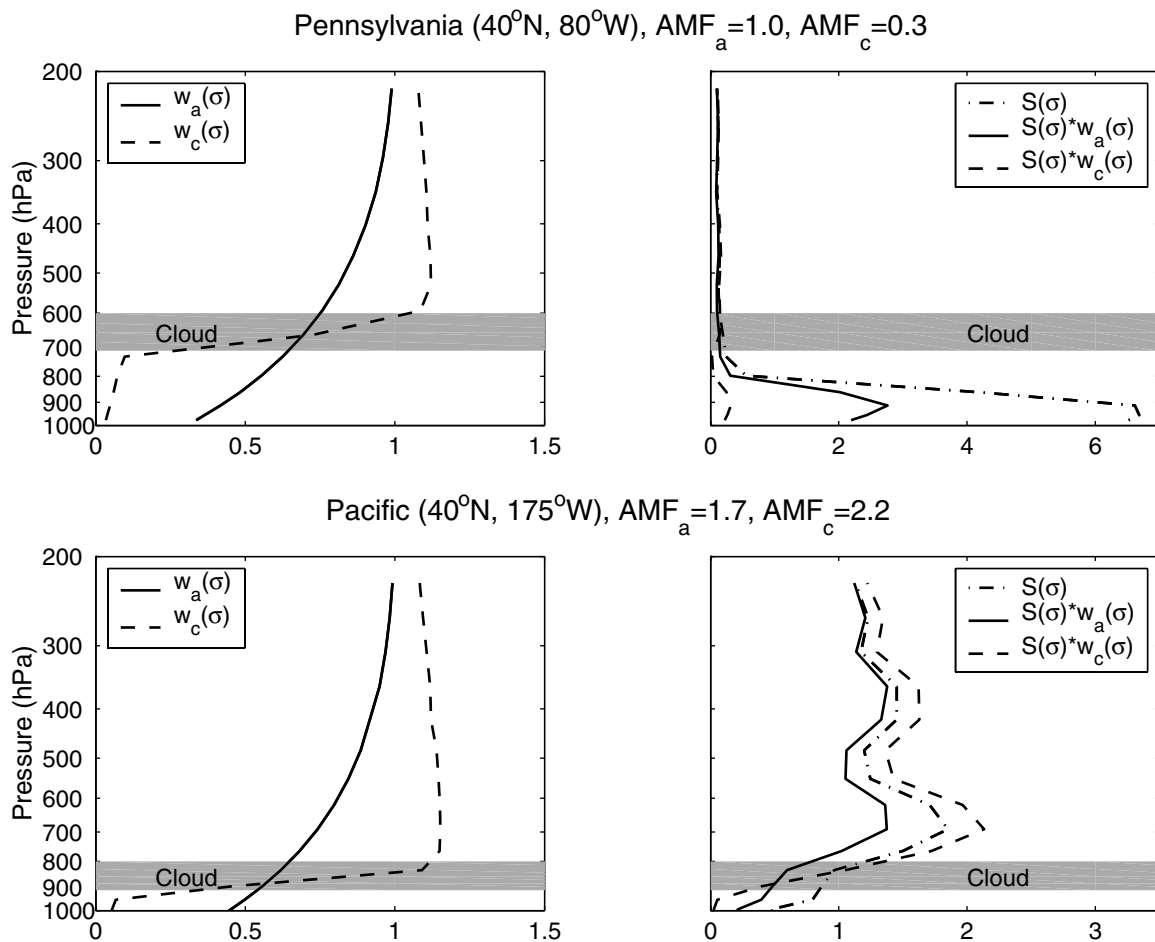 Pennsylvania (40°N, 80°W), AMF_a=1.0, AMF_c=0.3
Pressure (hPa)
200
300
400
500
600
700
800
900
1000
w_a(σ)
w_c(σ)
Cloud
0 0.5 1 1.5
S(σ)
S(σ)*w_a(σ)
S(σ)*w_c(σ)
Cloud
0 2 4 6
Pacific (40°N, 175°W), AMF_a=1.7, AMF_c=2.2
Pressure (hPa)
200
300
400
500
600
700
800
900
1000
w_a(σ)
w_c(σ)
Cloud
0 0.5 1 1.5
S(σ)
S(σ)*w_a(σ)
S(σ)*w_c(σ)
Cloud
0 1 2 3